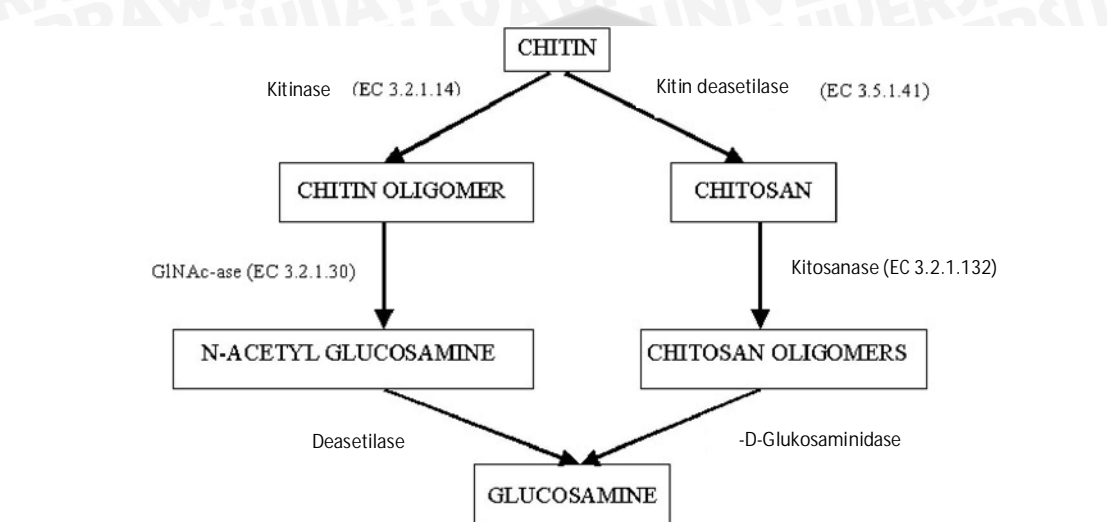 CHITIN
Kitinase (EC 3.2.1.14)
Kitin deasetilase (EC 3.5.1.41)
CHITIN OLIGOMER
CHITOSAN
GlNAc-ase (EC 3.2.1.30)
Kitosanase (EC 3.2.1.132)
N-ACETYL GLUCOSAMINE
CHITOSAN OLIGOMERS
Deasetilase
-D-Glukosaminidase
GLUCOSAMINE